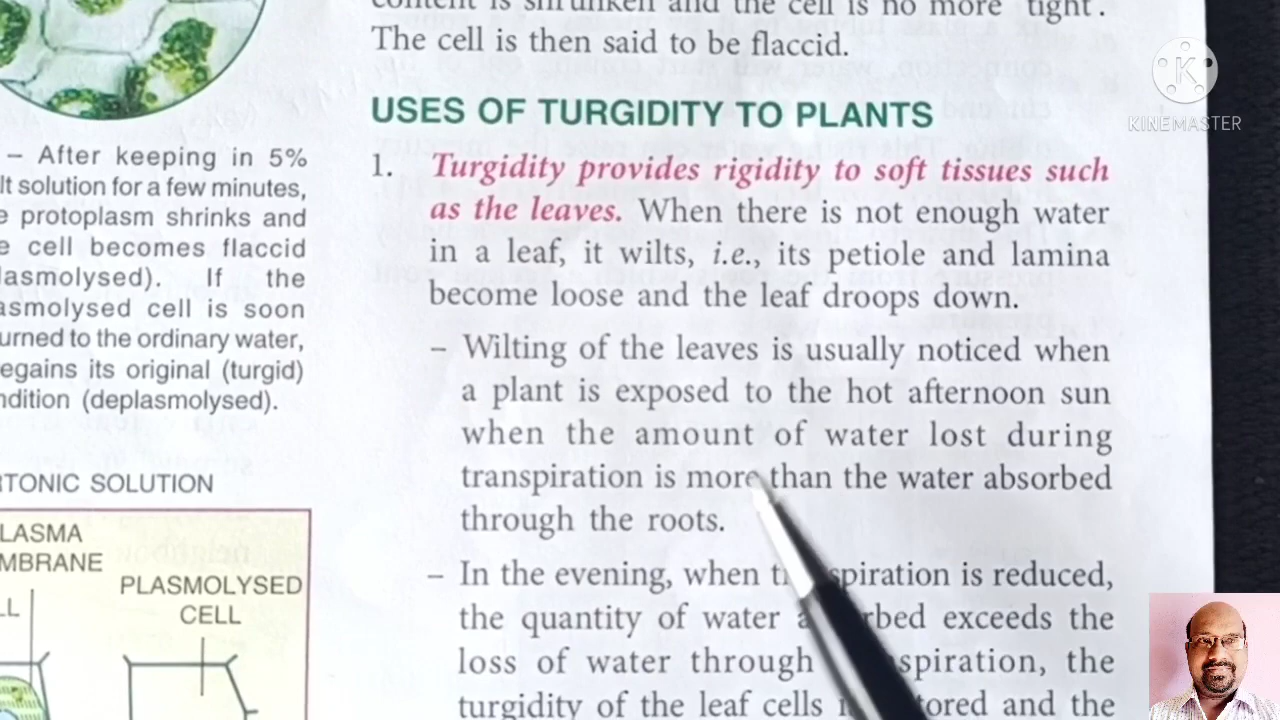 – After keeping in 5%
lt solution for a few minutes,
e protoplasm shrinks and
e cell becomes flaccid
lasmolysed). If the
asmolysed cell is soon
urned to the ordinary water,
egains its original (turgid)
ndition (deplasmolysed).
RTONIC SOLUTION
LASMA
MBRANE
LL
PLASMOLYSED
CELL
content is shrunken and the cell is no more tight.
The cell is then said to be flaccid.
USES OF TURGIDITY TO PLANTS
1. Turgidity provides rigidity to soft tissues such
as the leaves. When there is not enough water
in a leaf, it wilts, i.e., its petiole and lamina
become loose and the leaf droops down.
– Wilting of the leaves is usually noticed when
a plant is exposed to the hot afternoon sun
when the amount of water lost during
transpiration is more than the water absorbed
through the roots.
– In the evening, when spiration is reduced,
the quantity of water rbed exceeds the
loss of water through spiration, the
turgidity of the leaf cells tored and the
KINEMASTER